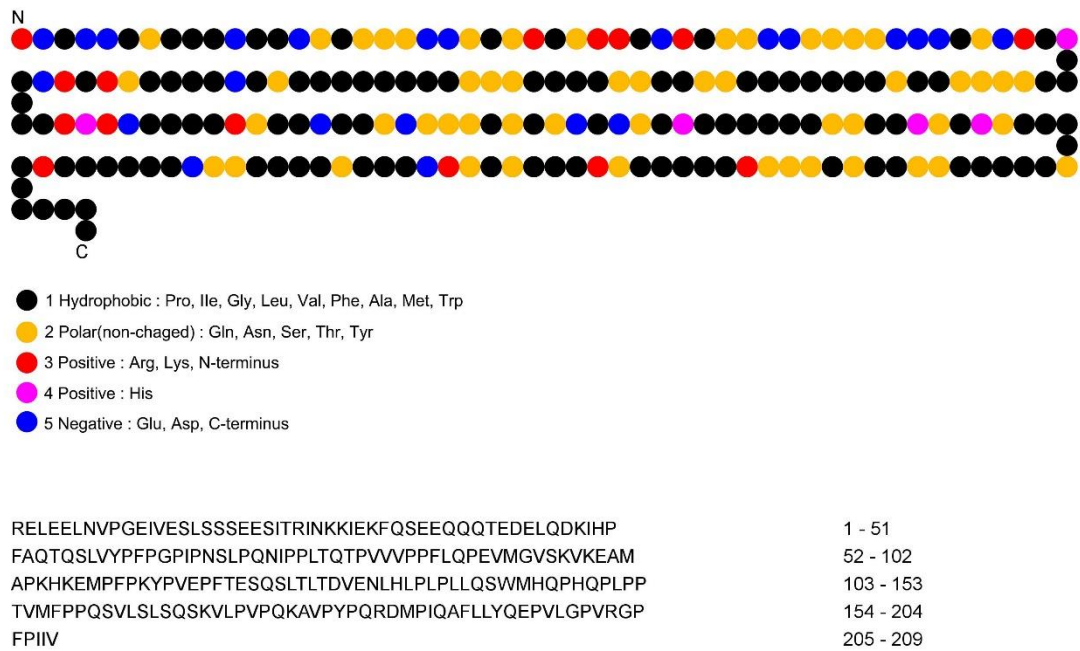 N
C
1 Hydrophobic : Pro, Ile, Gly, Leu, Val, Phe, Ala, Met, Trp
2 Polar(non-chaged) : Gln, Asn, Ser, Thr, Tyr
3 Positive : Arg, Lys, N-terminus
4 Positive : His
5 Negative : Glu, Asp, C-terminus
RELEELNVPGEIVESLSSSEESITRINKKIEKFQSEEQQQTEDELQDKIHP 1 - 51
FAQTQSLVYPFPGPIPNSLPQNIPPLTQTPVVVPPFLQPEVMGVSKVKEAM 52 - 102
APKHKEMPFPKYPVEPFTESQSLTLTDVENLHLPLPLLQSWMHQPHQPLPP 103 - 153
TVMFPPQSVLSLSQSKVLPVPQKAVPYPQRDMPIQAFLLYQEPVLGPVRGP 154 - 204
FPIIV 205 - 209